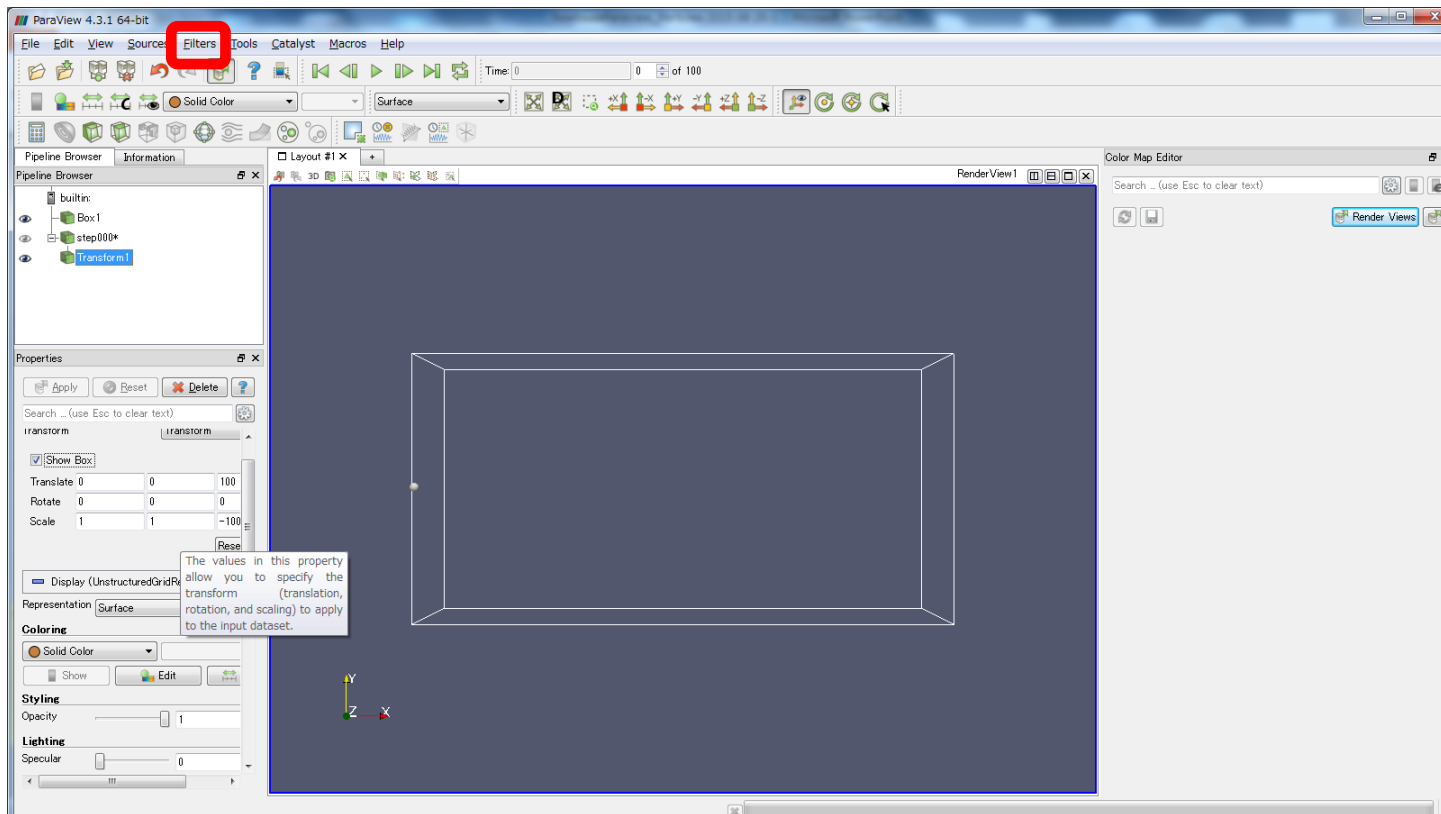 ParaView 4.3.1 64-bit
File Edit View Sources Filters Tools Catalyst Macros Help
Time: 0 0 of 100
Solid Color Surface
Pipeline Browser Information Layout #1 X + Color Map Editor
Pipeline Browser 3D RenderView1
Search ... (use Esc to clear text)
builtin:
Box1 Render Views
step000*
Transform1
Properties
Apply Reset Delete ?
Search ... (use Esc to clear text)
Transform Transform
Show Box
Translate 0 0 100
Rotate 0 0 0
Scale 1 1 -100
Rese
The values in this property
allow you to specify the
transform (translation,
rotation, and scaling) to apply
to the input dataset.
Display (UnstructuredGridRe
Representation Surface
Coloring
Solid Color
Show Edit
Styling
Opacity 1
Lighting
Specular 0
Y
Z X